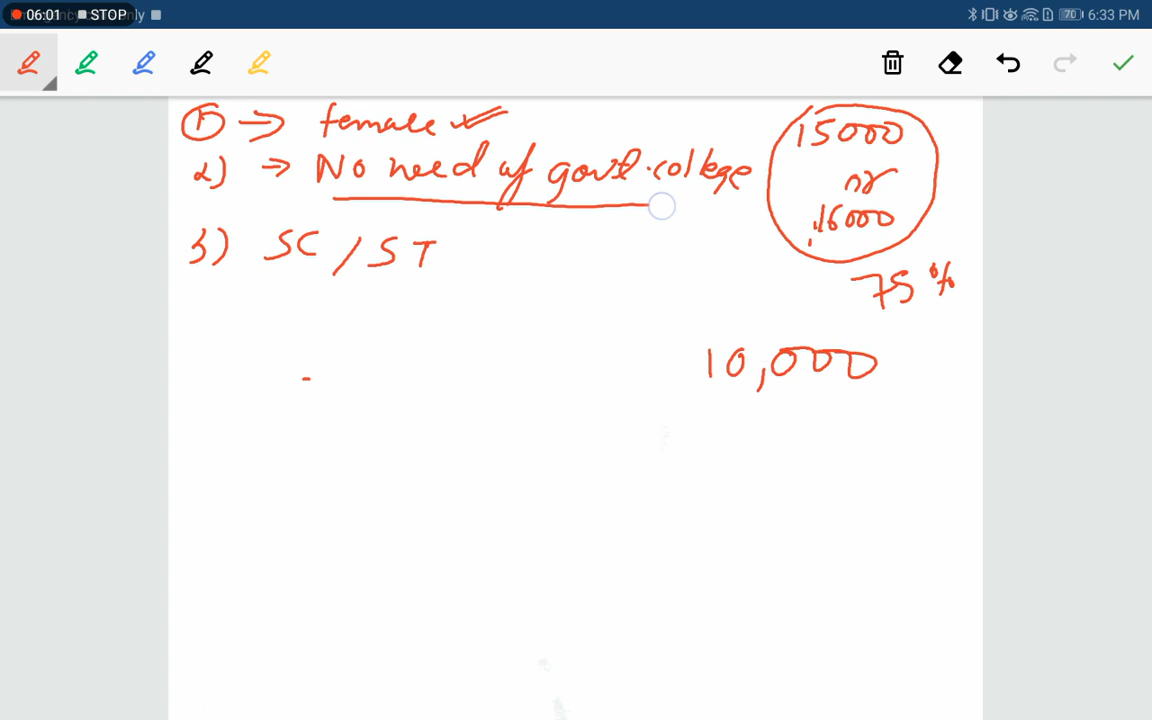 06:01 STOP 70 6:33 PM
1 ⇒ female
2) → No need of govt. college
3) SC / ST
15000
or
16000
75 %
10,000